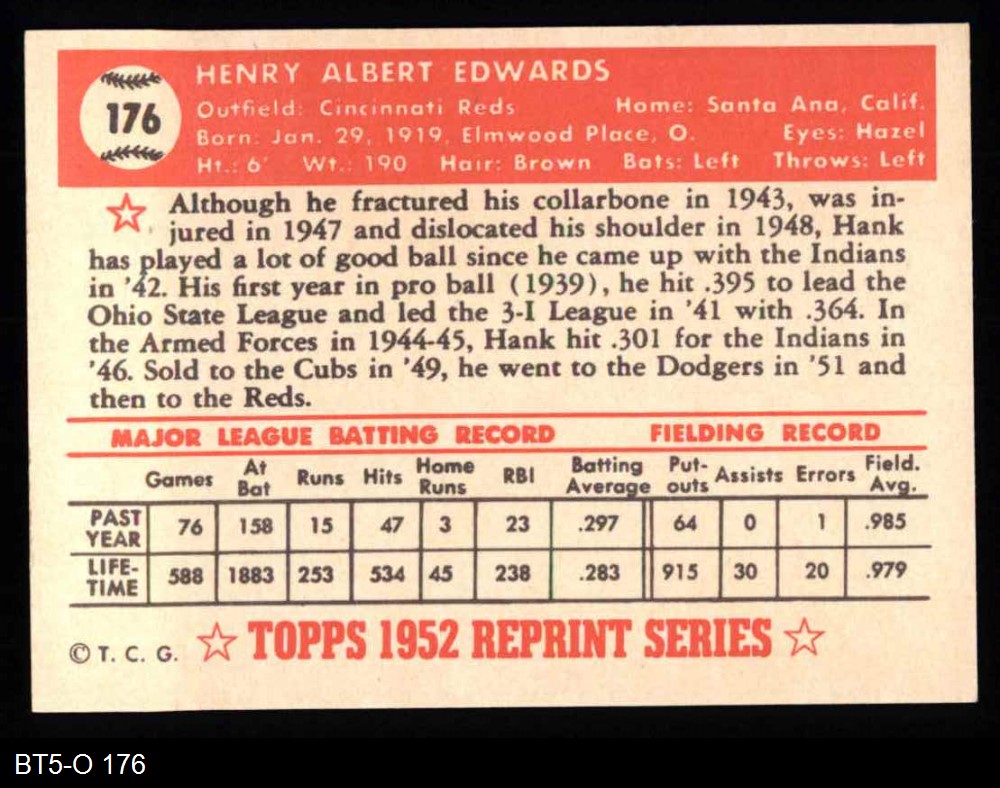 176
HENRY ALBERT EDWARDS
Outfield: Cincinnati Reds Home: Santa Ana, Calif.
Born: Jan. 29, 1919, Elmwood Place, O. Eyes: Hazel
Ht.: 6' Wt.: 190 Hair: Brown Bats: Left Throws: Left
Although he fractured his collarbone in 1943, was in-
jured in 1947 and dislocated his shoulder in 1948, Hank
has played a lot of good ball since he came up with the Indians
in '42. His first year in pro ball (1939), he hit .395 to lead the
Ohio State League and led the 3-I League in '41 with .364. In
the Armed Forces in 1944-45, Hank hit .301 for the Indians in
'46. Sold to the Cubs in '49, he went to the Dodgers in '51 and
then to the Reds.
MAJOR LEAGUE BATTING RECORD FIELDING RECORD
Games At Bat Runs Hits Home Runs RBI Batting Average Put-outs Assists Errors Field. Avg.
PAST YEAR 76 158 15 47 3 23 .297 64 0 1 .985
LIFE-TIME 588 1883 253 534 45 238 .283 915 30 20 .979
© T. C. G. ☆ TOPPS 1952 REPRINT SERIES ☆
BT5-O 176